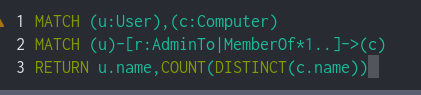 1 MATCH (u:User),(c:Computer)
2 MATCH (u)-[r:AdminTo|MemberOf*1..]->(c)
3 RETURN u.name,COUNT(DISTINCT(c.name))